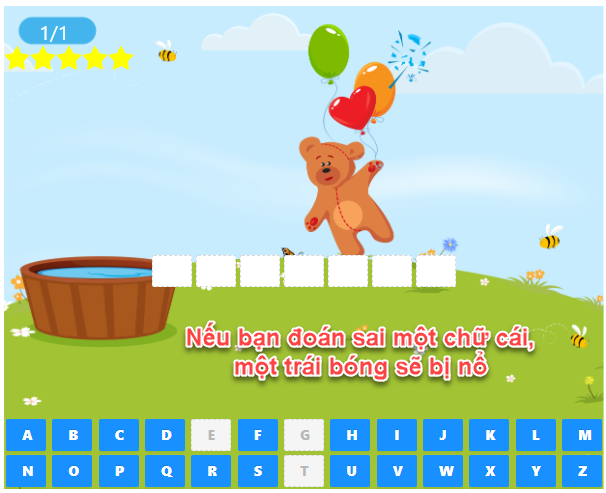 1/1
Nếu bạn đoán sai một chữ cái,
một trái bóng sẽ bị nổ
A B C D E F G H I J K L M
N O P Q R S T U V W X Y Z